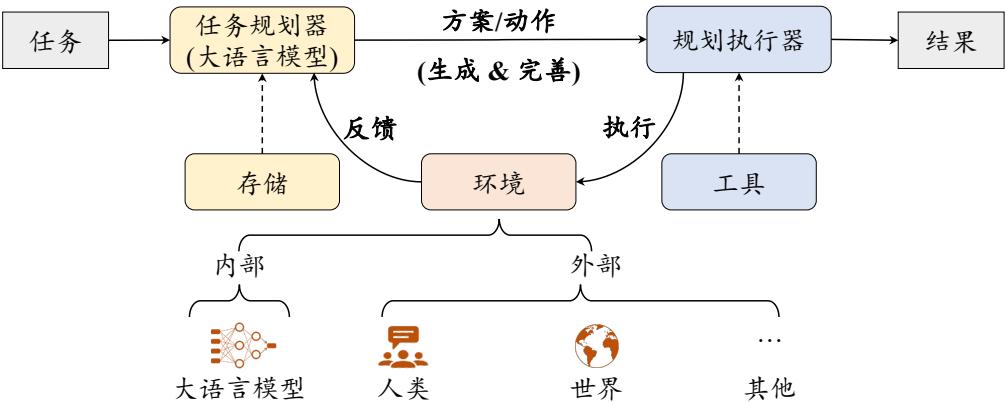 任务
任务规划器
(大语言模型)
方案/动作
(生成 & 完善)
规划执行器
结果
反馈
执行
存储
环境
工具
内部
外部
大语言模型
人类
世界
...
其他